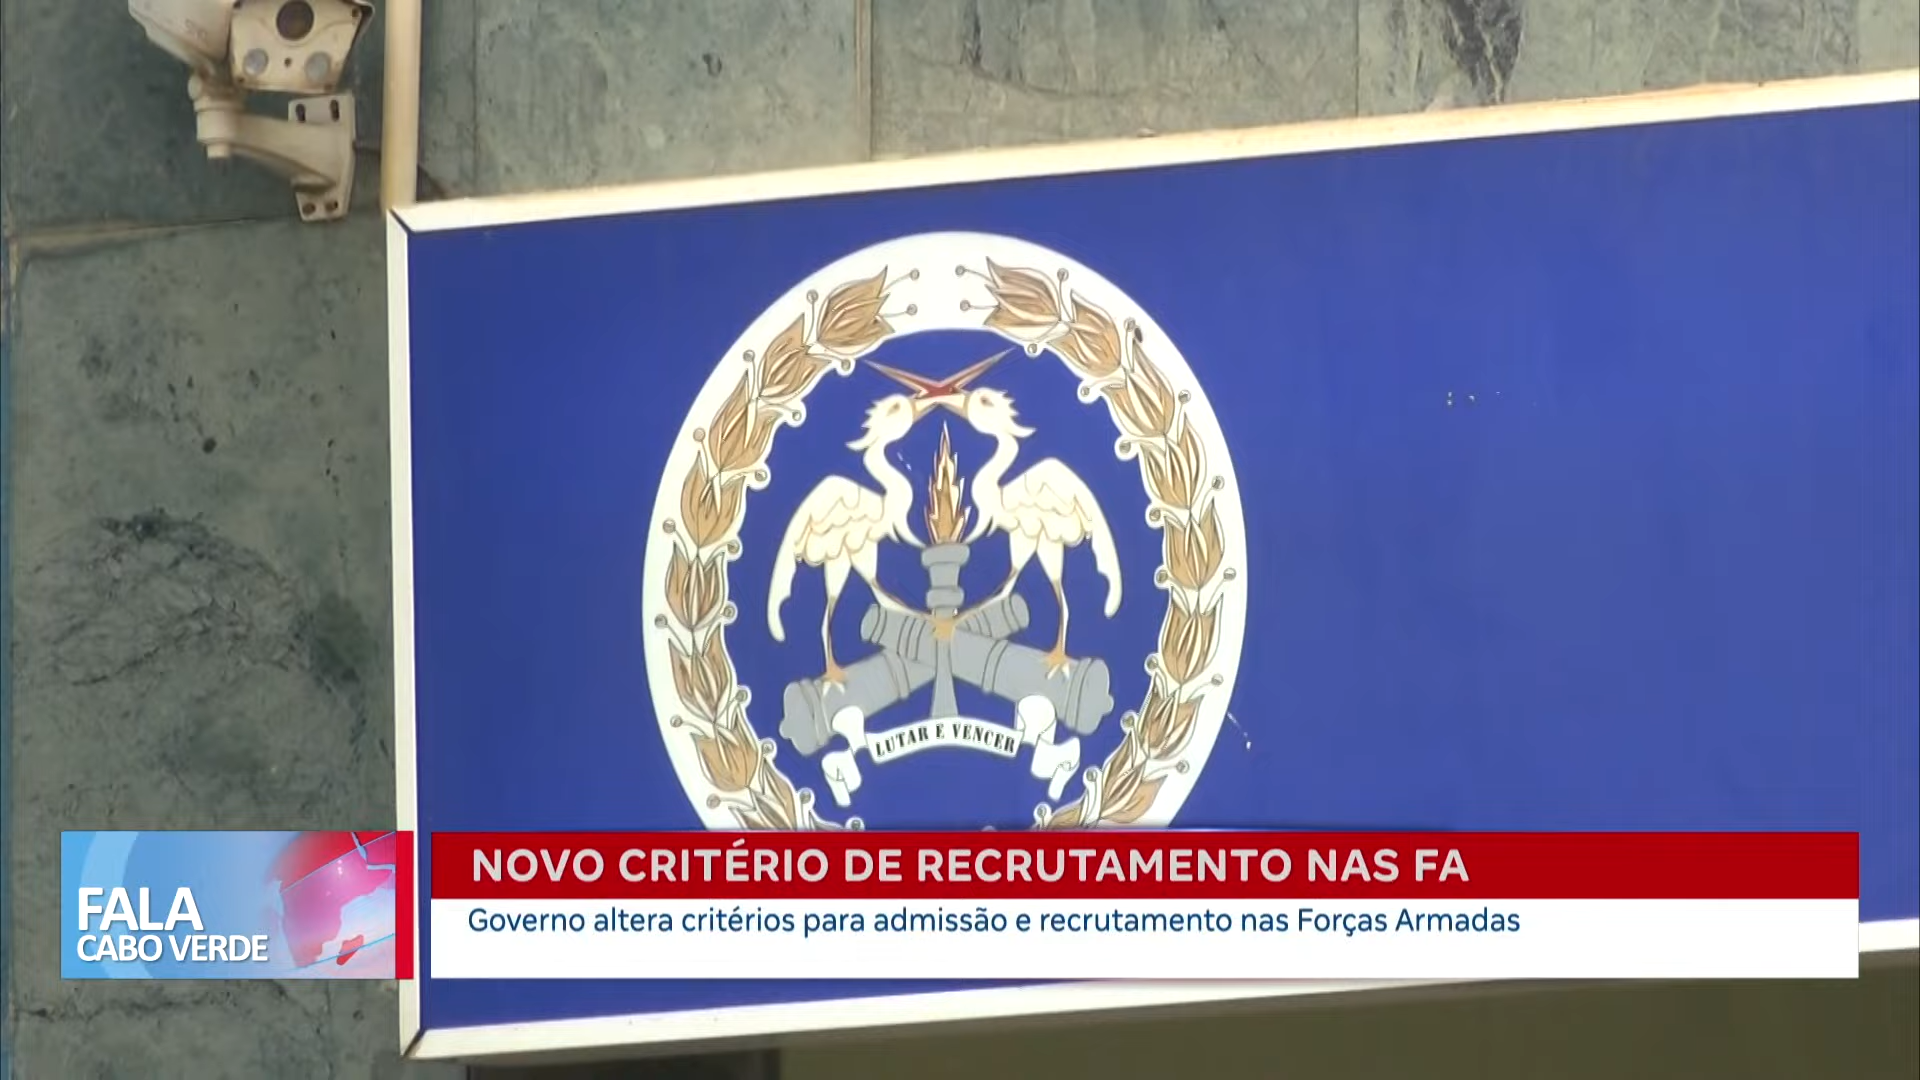 LUTAR E VENCER
NOVO CRITÉRIO DE RECRUTAMENTO NAS FA
Governo altera critérios para admissão e recrutamento nas Forças Armadas
FALA
CABO VERDE